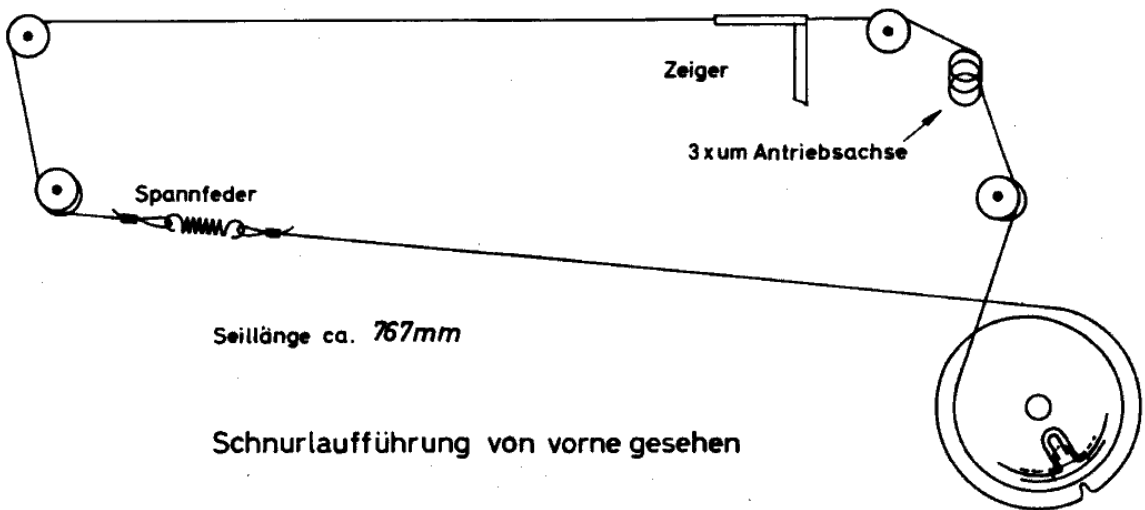 Zeiger
3 x um Antriebsachse
Spannfeder
Seillänge ca. 767mm
Schnurlaufführung von vorne gesehen